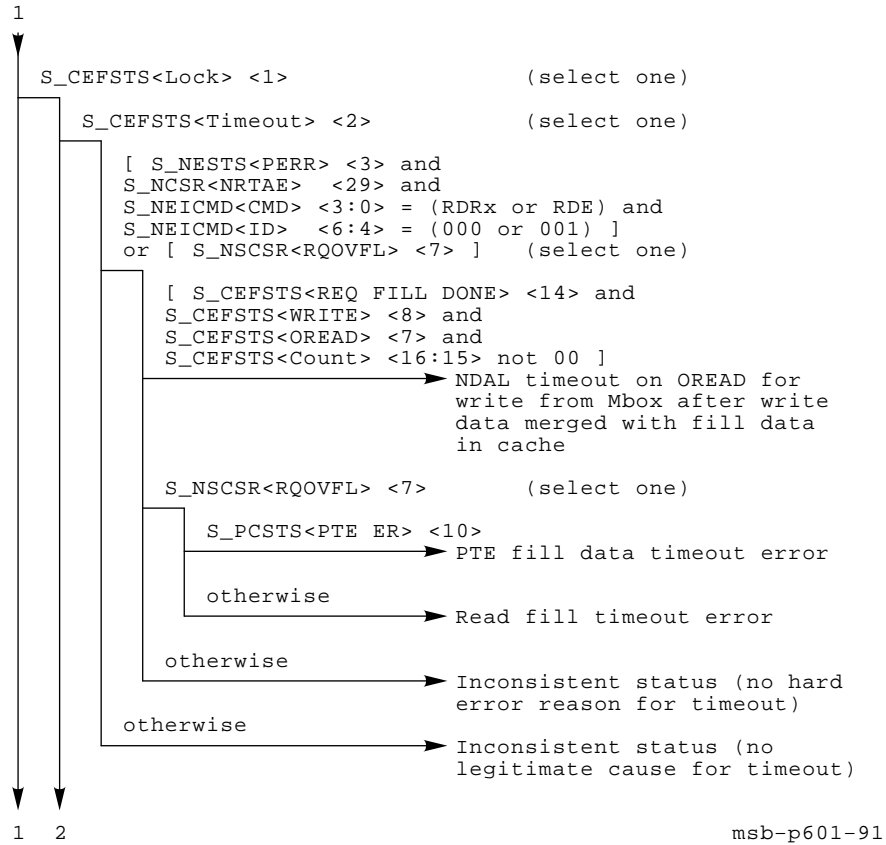 1
S_CEFSTS<Lock> <1> (select one)
S_CEFSTS<Timeout> <2> (select one)
[ S_NESTS<PERR> <3> and
S_NCSR<NRTAE> <29> and
S_NEICMD<CMD> <3:0> = (RDRx or RDE) and
S_NEICMD<ID> <6:4> = (000 or 001) ]
or [ S_NSCSR<RQOVFL> <7> ] (select one)
[ S_CEFSTS<REQ FILL DONE> <14> and
S_CEFSTS<WRITE> <8> and
S_CEFSTS<OREAD> <7> and
S_CEFSTS<Count> <16:15> not 00 ]
NDAL timeout on OREAD for
write from Mbox after write
data merged with fill data
in cache
S_NSCSR<RQOVFL> <7> (select one)
S_PCSTS<PTE ER> <10>
PTE fill data timeout error
otherwise
Read fill timeout error
otherwise
Inconsistent status (no hard
error reason for timeout)
otherwise
Inconsistent status (no
legitimate cause for timeout)
1 2
msb-p601-91